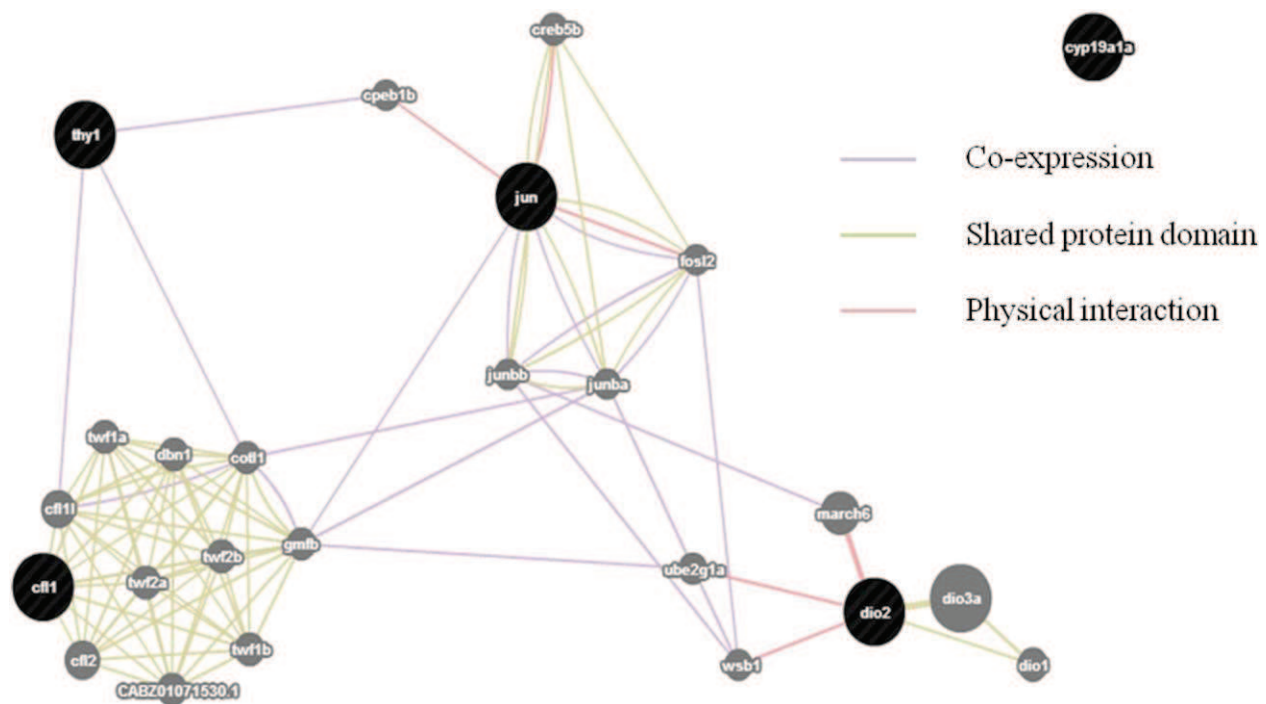 creb5b
cyp19a1a
cpeb1b
thy1
Co-expression
jun
Shared protein domain
fosl2
Physical interaction
junbb
junba
twf1a
dbn1
cotl1
cfl1l
march6
gmfb
twf2b
ube2g1a
twf2a
cfl1
dio3a
dio2
twf1b
cfl2
wsb1
dio1
CABZ01071530.1